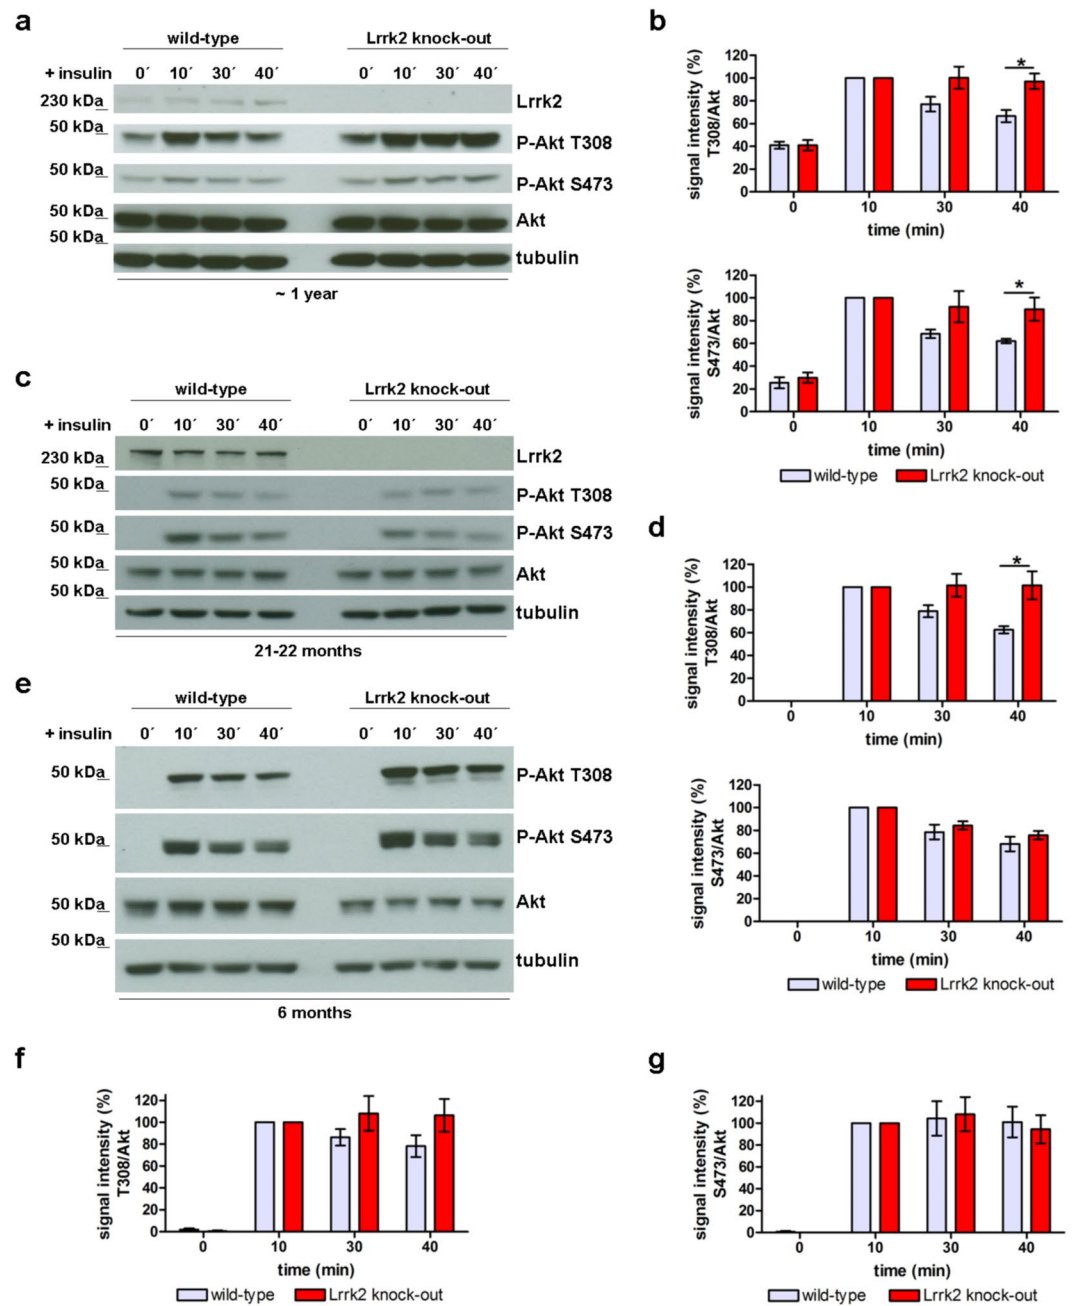 a
wild-type Lrrk2 knock-out
+ insulin 0´ 10´ 30´ 40´ 0´ 10´ 30´ 40´
230 kDa Lrrk2
50 kDa P-Akt T308
50 kDa P-Akt S473
50 kDa Akt
50 kDa tubulin
~ 1 year
b
signal intensity (%)
T308/Akt
120
100
80
60
40
20
0
*
0 10 30 40
time (min)
signal intensity (%)
S473/Akt
120
100
80
60
40
20
0
*
0 10 30 40
time (min)
wild-type Lrrk2 knock-out
c
wild-type Lrrk2 knock-out
+ insulin 0´ 10´ 30´ 40´ 0´ 10´ 30´ 40´
230 kDa Lrrk2
50 kDa P-Akt T308
50 kDa P-Akt S473
50 kDa Akt
50 kDa tubulin
21-22 months
d
signal intensity (%)
T308/Akt
120
100
80
60
40
20
0
*
0 10 30 40
time (min)
signal intensity (%)
S473/Akt
120
100
80
60
40
20
0
0 10 30 40
time (min)
wild-type Lrrk2 knock-out
e
wild-type Lrrk2 knock-out
+ insulin 0´ 10´ 30´ 40´ 0´ 10´ 30´ 40´
50 kDa P-Akt T308
50 kDa P-Akt S473
50 kDa Akt
50 kDa tubulin
6 months
f
signal intensity (%)
T308/Akt
120
100
80
60
40
20
0
0 10 30 40
time (min)
wild-type Lrrk2 knock-out
g
signal intensity (%)
S473/Akt
120
100
80
60
40
20
0
0 10 30 40
time (min)
wild-type Lrrk2 knock-out